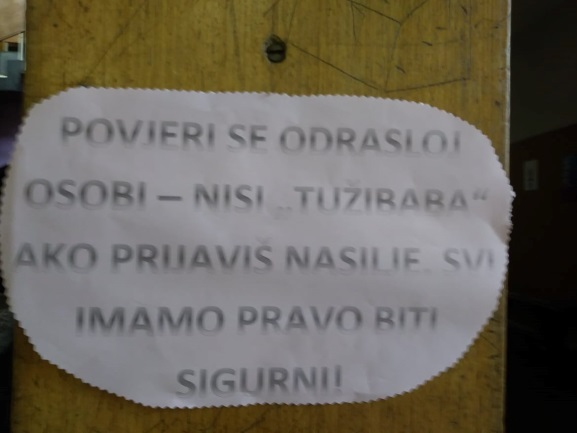 POVJERI SE ODRASLOJ
OSOBI – NISI „TUŽIBABA“
AKO PRIJAVIŠ NASILJE. SVI
IMAMO PRAVO BITI
SIGURNI!